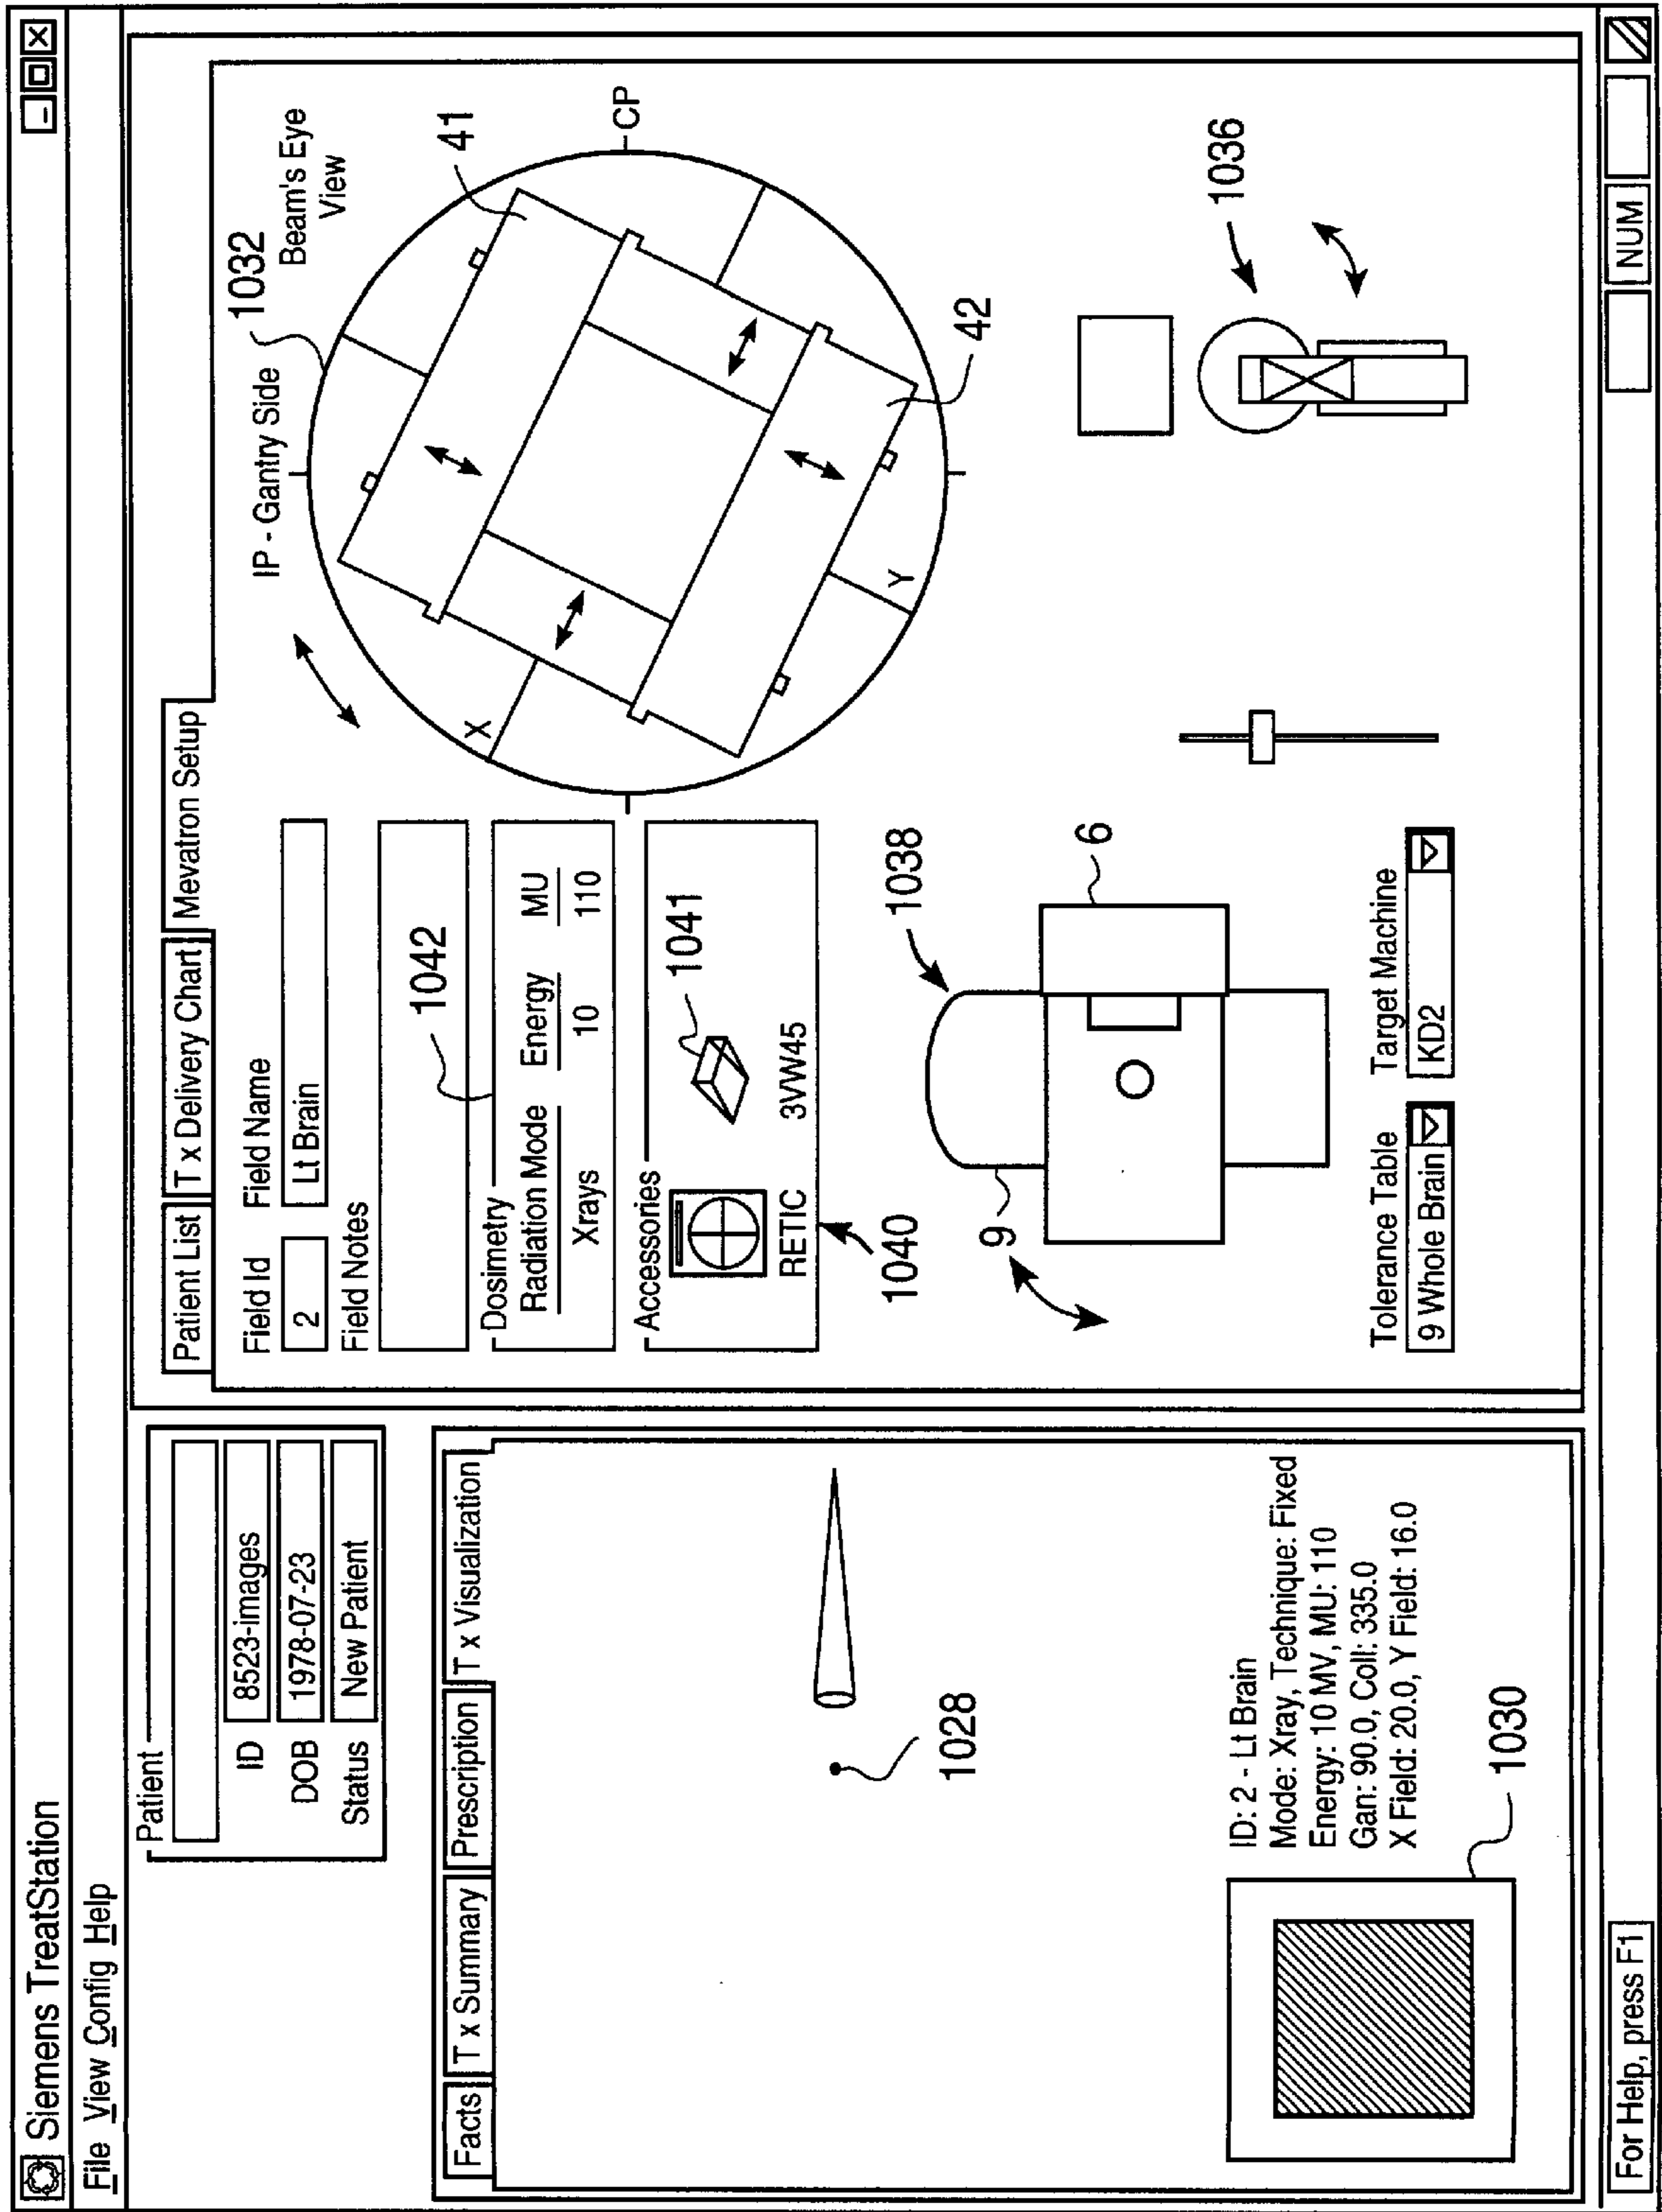 Siemens TreatStation
File View Config Help
Patient
ID 8523-images
DOB 1978-07-23
Status New Patient
Facts T x Summary Prescription T x Visualization
1028
ID: 2 - Lt Brain
Mode: Xray, Technique: Fixed
Energy: 10 MV, MU: 110
Gan: 90.0, Coll: 335.0
X Field: 20.0, Y Field: 16.0
1030
Patient List T x Delivery Chart Mevatron Setup
Field Id Field Name
2 Lt Brain
Field Notes
1042
Dosimetry
Radiation Mode Energy MU
Xrays 10 110
Accessories
1041
RETIC 3VW45
1040
1038
9
6
Tolerance Table Target Machine
9 Whole Brain KD2
1032
IP - Gantry Side
Beam's Eye
View
41
CP
X
Y
42
1036
For Help, press F1 NUM